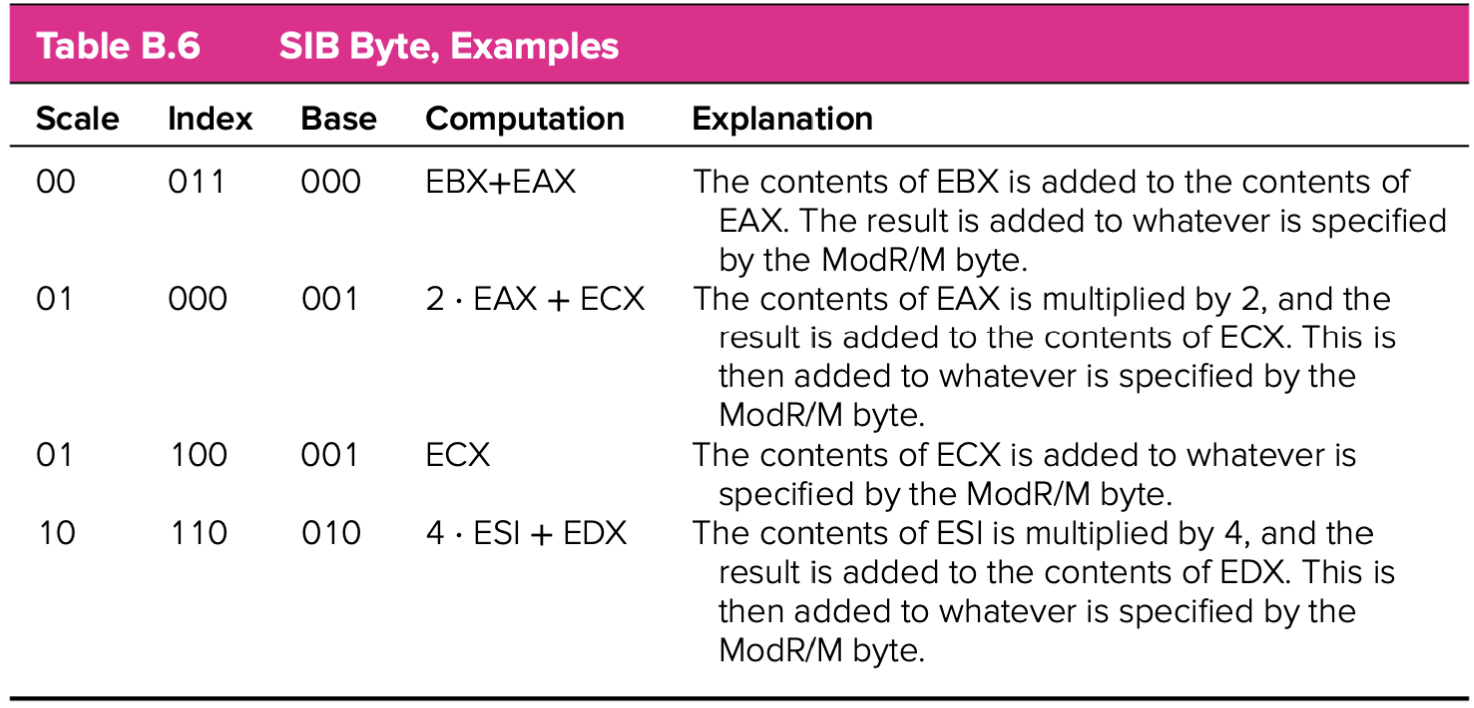 Table B.6 SIB Byte, Examples
Scale Index Base Computation Explanation
00 011 000 EBX+EAX The contents of EBX is added to the contents of
EAX. The result is added to whatever is specified
by the ModR/M byte.
01 000 001 2 · EAX + ECX The contents of EAX is multiplied by 2, and the
result is added to the contents of ECX. This is
then added to whatever is specified by the
ModR/M byte.
01 100 001 ECX The contents of ECX is added to whatever is
specified by the ModR/M byte.
10 110 010 4 · ESI + EDX The contents of ESI is multiplied by 4, and the
result is added to the contents of EDX. This is
then added to whatever is specified by the
ModR/M byte.